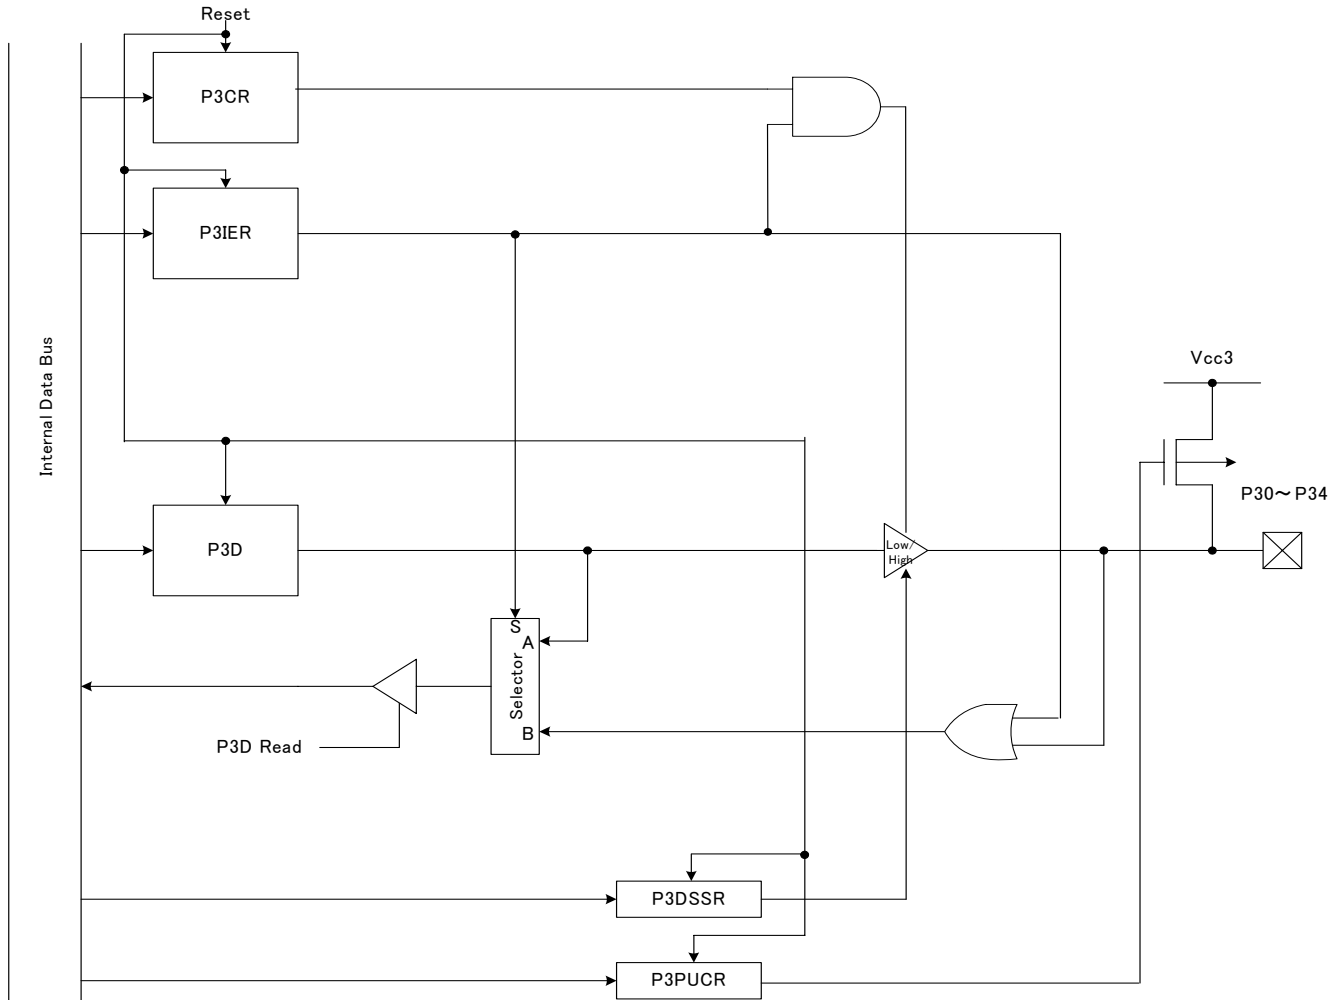 Reset
P3CR
P3IER
Internal Data Bus
Vcc3
P30～P34
P3D
Low/
High
S
A
Selector
B
P3D Read
P3DSSR
P3PUCR